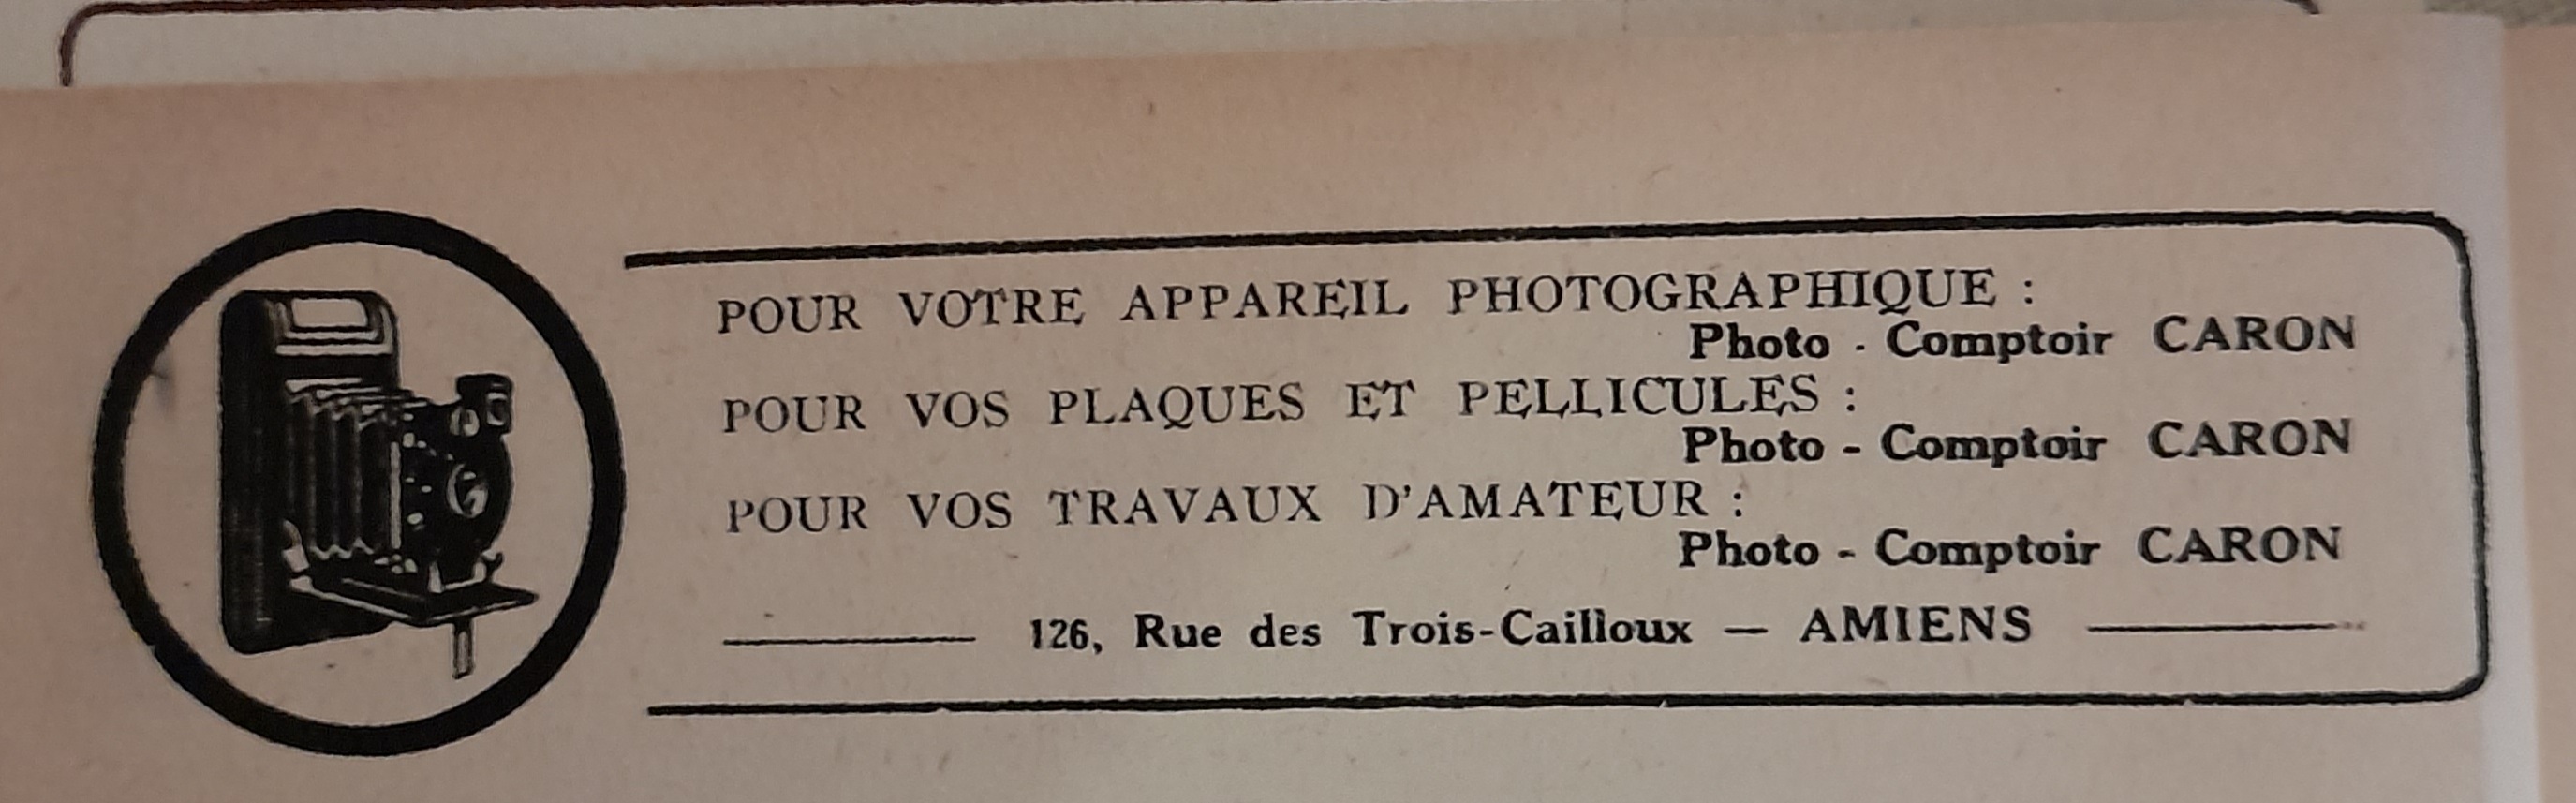 POUR VOTRE APPAREIL PHOTOGRAPHIQUE :
Photo - Comptoir CARON
POUR VOS PLAQUES ET PELLICULES :
Photo - Comptoir CARON
POUR VOS TRAVAUX D'AMATEUR :
Photo - Comptoir CARON
126, Rue des Trois-Cailloux — AMIENS